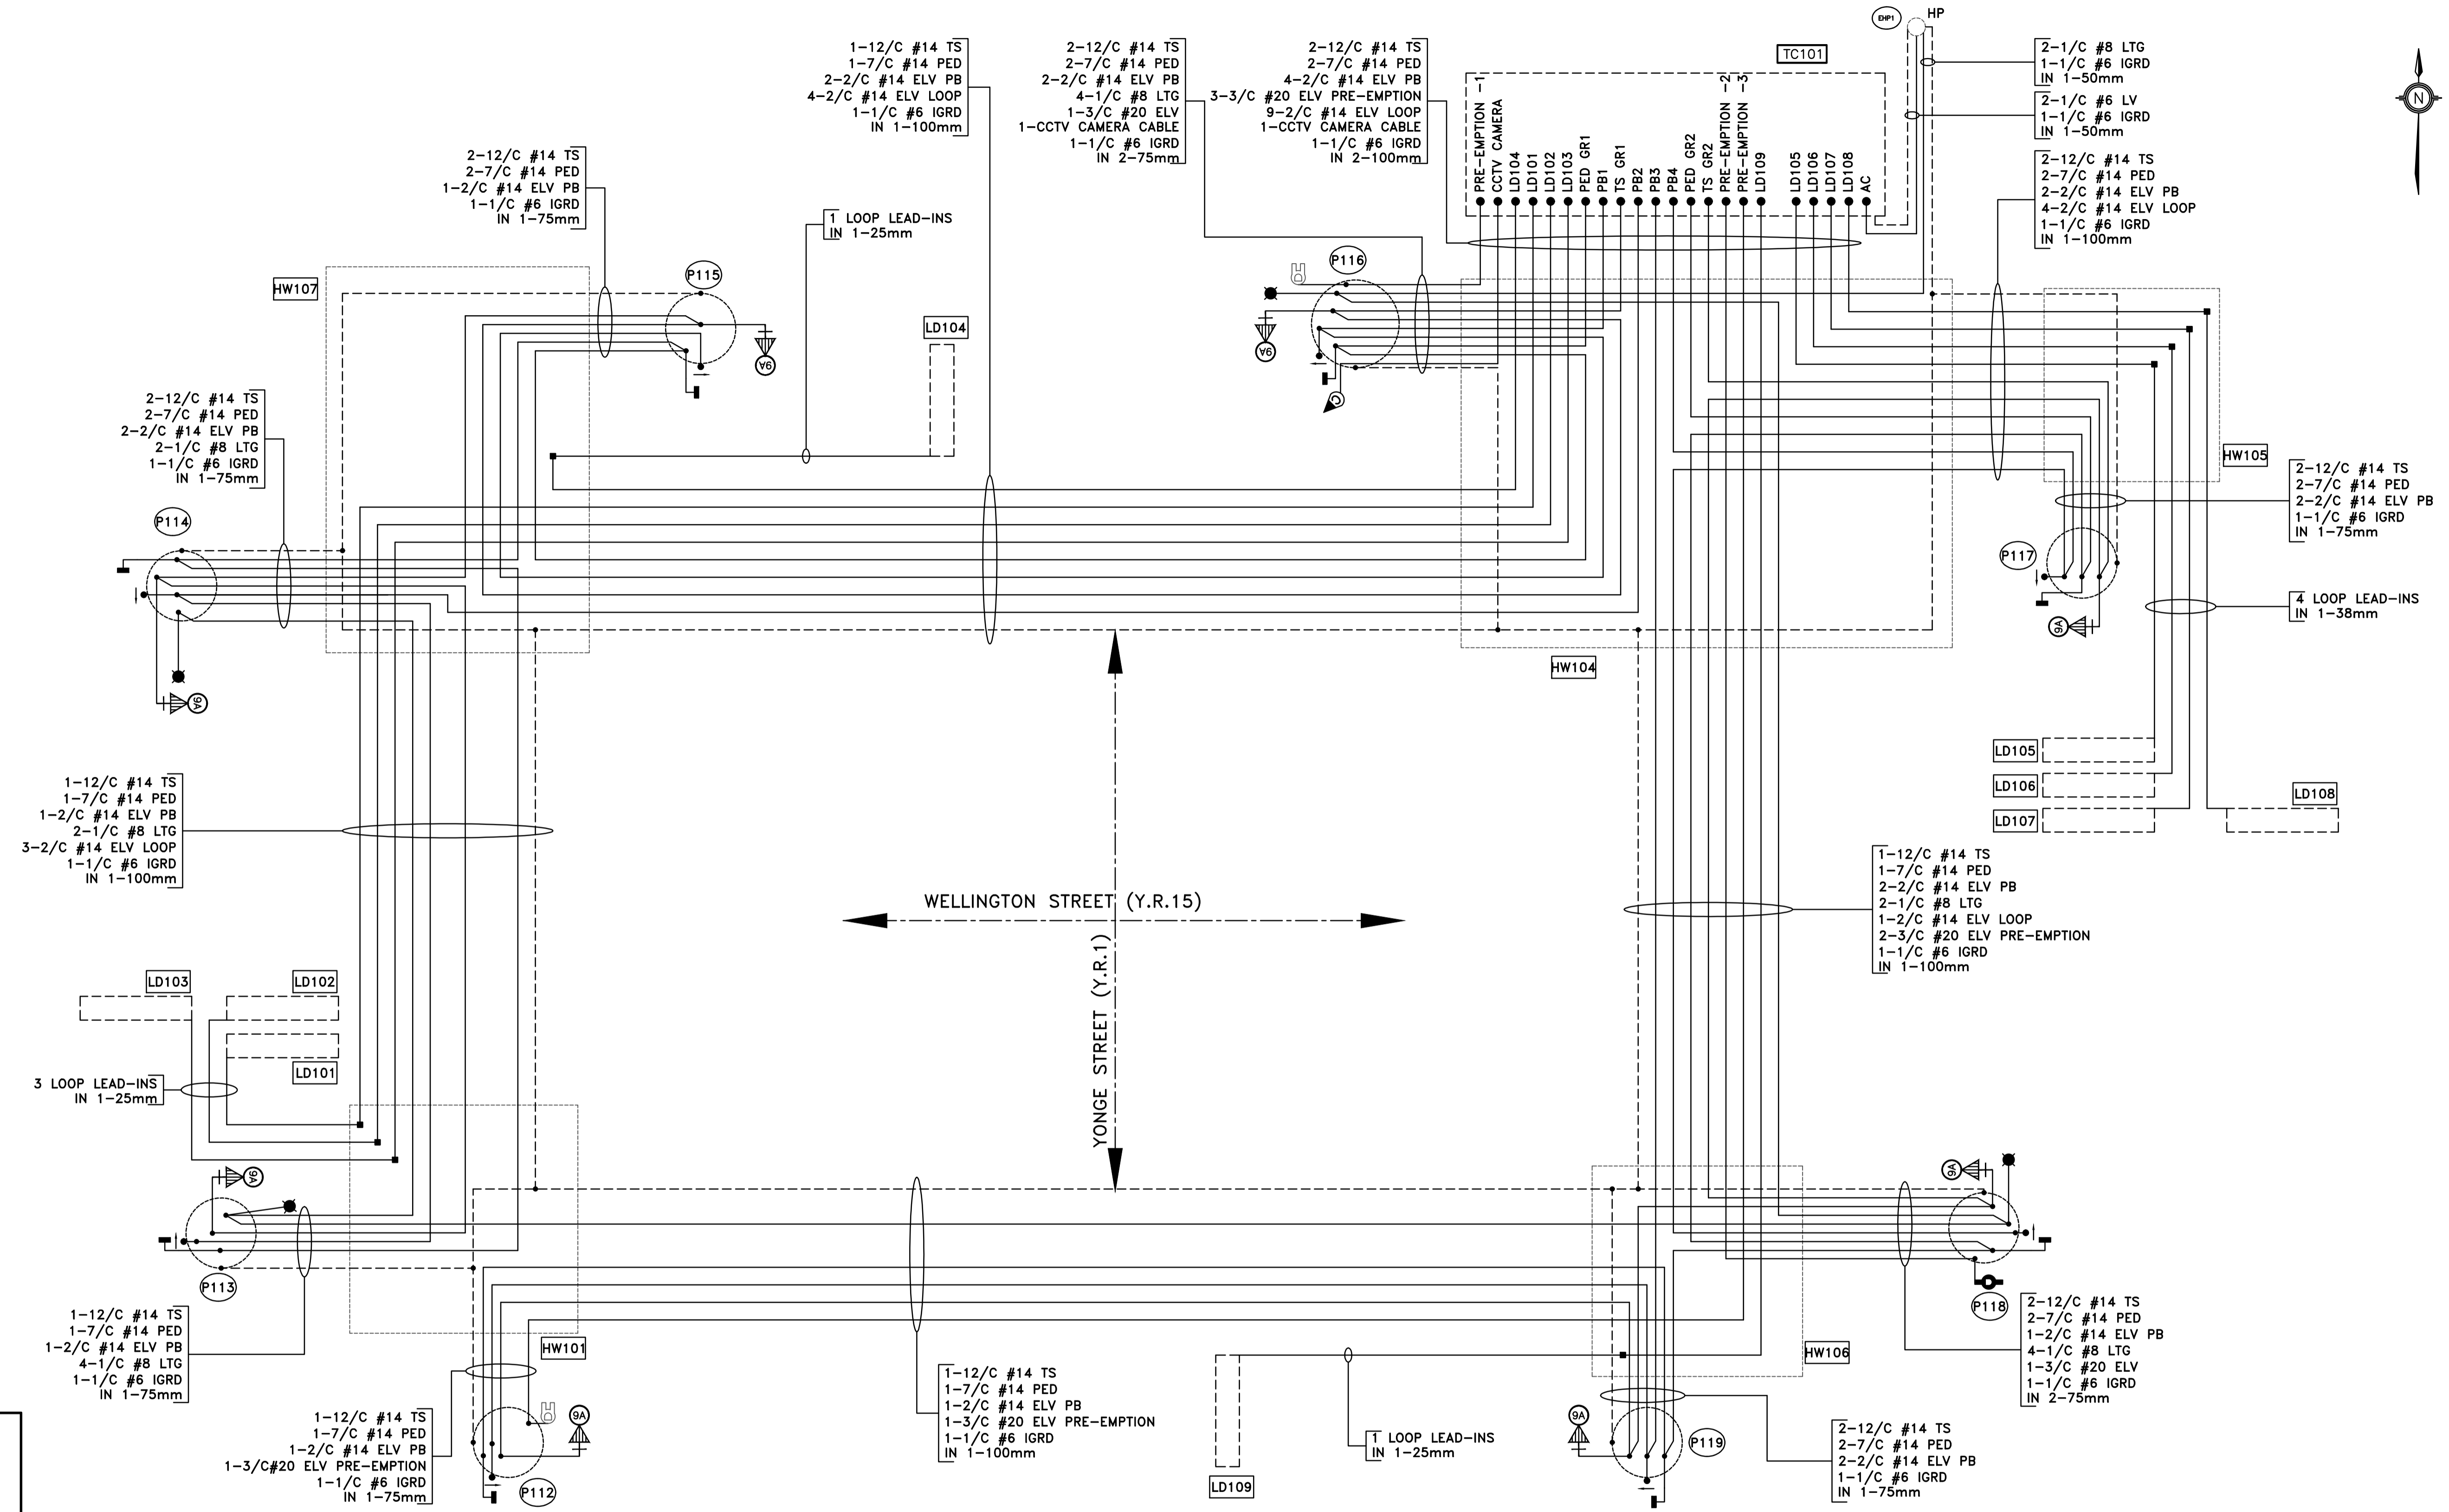 1-12/C #14 TS
1-7/C #14 PED
2-2/C #14 ELV PB
4-2/C #14 ELV LOOP
1-1/C #6 IGRD
IN 1-100mm
2-12/C #14 TS
2-7/C #14 PED
2-2/C #14 ELV PB
4-1/C #8 LTG
1-3/C #20 ELV
1-CCTV CAMERA CABLE
1-1/C #6 IGRD
IN 2-75mm
2-12/C #14 TS
2-7/C #14 PED
4-2/C #14 ELV PB
3-3/C #20 ELV PRE-EMPTION
9-2/C #14 ELV LOOP
1-CCTV CAMERA CABLE
1-1/C #6 IGRD
IN 2-100mm
TC101
EHP1
HP
2-1/C #8 LTG
1-1/C #6 IGRD
IN 1-50mm
2-1/C #6 LV
1-1/C #6 IGRD
IN 1-50mm
N
PRE-EMPTION -1
CCTV CAMERA
LD104
LD101
LD102
LD103
PED GR1
PB1
TS GR1
PB2
PB3
PB4
PED GR2
TS GR2
PRE-EMPTION -2
PRE-EMPTION -3
LD109
LD105
LD106
LD107
LD108
AC
2-12/C #14 TS
2-7/C #14 PED
2-2/C #14 ELV PB
4-2/C #14 ELV LOOP
1-1/C #6 IGRD
IN 1-100mm
2-12/C #14 TS
2-7/C #14 PED
1-2/C #14 ELV PB
1-1/C #6 IGRD
IN 1-75mm
1 LOOP LEAD-INS
IN 1-25mm
HW107
P115
9A
LD104
P116
9A
C
2-12/C #14 TS
2-7/C #14 PED
2-2/C #14 ELV PB
2-1/C #8 LTG
1-1/C #6 IGRD
IN 1-75mm
P114
9A
HW105
2-12/C #14 TS
2-7/C #14 PED
2-2/C #14 ELV PB
1-1/C #6 IGRD
IN 1-75mm
P117
9A
4 LOOP LEAD-INS
IN 1-38mm
HW104
LD105
LD106
LD107
LD108
1-12/C #14 TS
1-7/C #14 PED
1-2/C #14 ELV PB
2-1/C #8 LTG
3-2/C #14 ELV LOOP
1-1/C #6 IGRD
IN 1-100mm
WELLINGTON STREET (Y.R.15)
YONGE STREET (Y.R.1)
1-12/C #14 TS
1-7/C #14 PED
2-2/C #14 ELV PB
2-1/C #8 LTG
1-2/C #14 ELV LOOP
2-3/C #20 ELV PRE-EMPTION
1-1/C #6 IGRD
IN 1-100mm
LD103
LD102
LD101
3 LOOP LEAD-INS
IN 1-25mm
9A
P113
9A
P118
1-12/C #14 TS
1-7/C #14 PED
1-2/C #14 ELV PB
4-1/C #8 LTG
1-1/C #6 IGRD
IN 1-75mm
HW101
HW106
2-12/C #14 TS
2-7/C #14 PED
1-2/C #14 ELV PB
4-1/C #8 LTG
1-3/C #20 ELV
1-1/C #6 IGRD
IN 2-75mm
1-12/C #14 TS
1-7/C #14 PED
1-2/C #14 ELV PB
1-3/C#20 ELV PRE-EMPTION
1-1/C #6 IGRD
IN 1-75mm
9A
P112
1-12/C #14 TS
1-7/C #14 PED
1-2/C #14 ELV PB
1-3/C #20 ELV PRE-EMPTION
1-1/C #6 IGRD
IN 1-100mm
LD109
1 LOOP LEAD-INS
IN 1-25mm
9A
P119
2-12/C #14 TS
2-7/C #14 PED
2-2/C #14 ELV PB
1-1/C #6 IGRD
IN 1-75mm